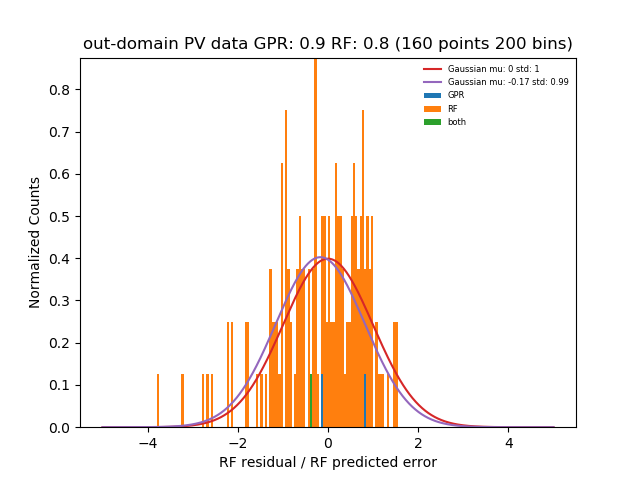 out-domain PV data GPR: 0.9 RF: 0.8 (160 points 200 bins)
Gaussian mu: 0 std: 1
Gaussian mu: -0.17 std: 0.99
GPR
RF
both
Normalized Counts
0.8
0.7
0.6
0.5
0.4
0.3
0.2
0.1
0.0
−4 −2 0 2 4
RF residual / RF predicted error